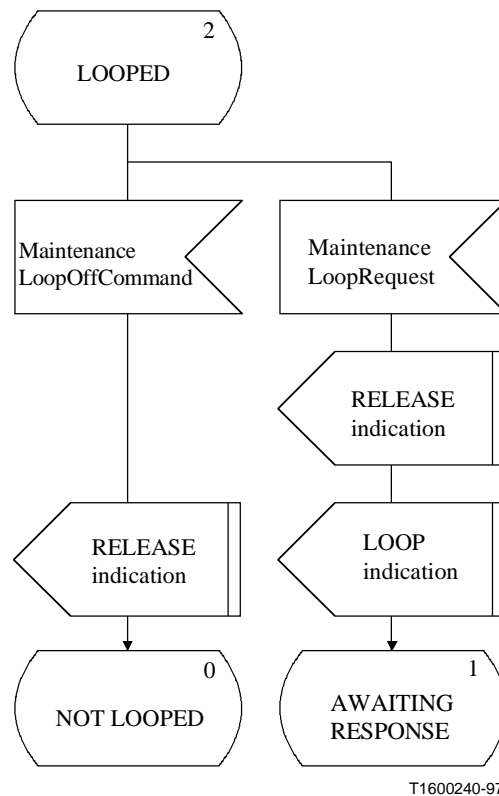 2
LOOPED
Maintenance
LoopOffCommand
Maintenance
LoopRequest
RELEASE
indication
RELEASE
indication
LOOP
indication
0
NOT LOOPED
1
AWAITING
RESPONSE
T1600240-97